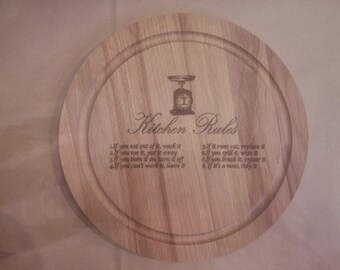 Kitchen Rules
1.If you eat out of it, wash it
2.If you use it, put it away
3.If you turn it on, turn it off
4.If you can't work it, leave it
5.If it runs out, replace it
6.If you spill it, wipe it
7.If you break it, repair it
8.If it's a mess, tidy it